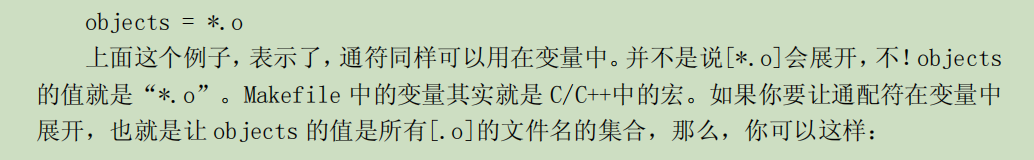 objects = *.o
上面这个例子，表示了，通符同样可以用在变量中。并不是说[*.o]会展开，不！objects
的值就是“*.o”。Makefile 中的变量其实就是 C/C++中的宏。如果你要让通配符在变量中
展开，也就是让 objects 的值是所有[.o]的文件名的集合，那么，你可以这样：